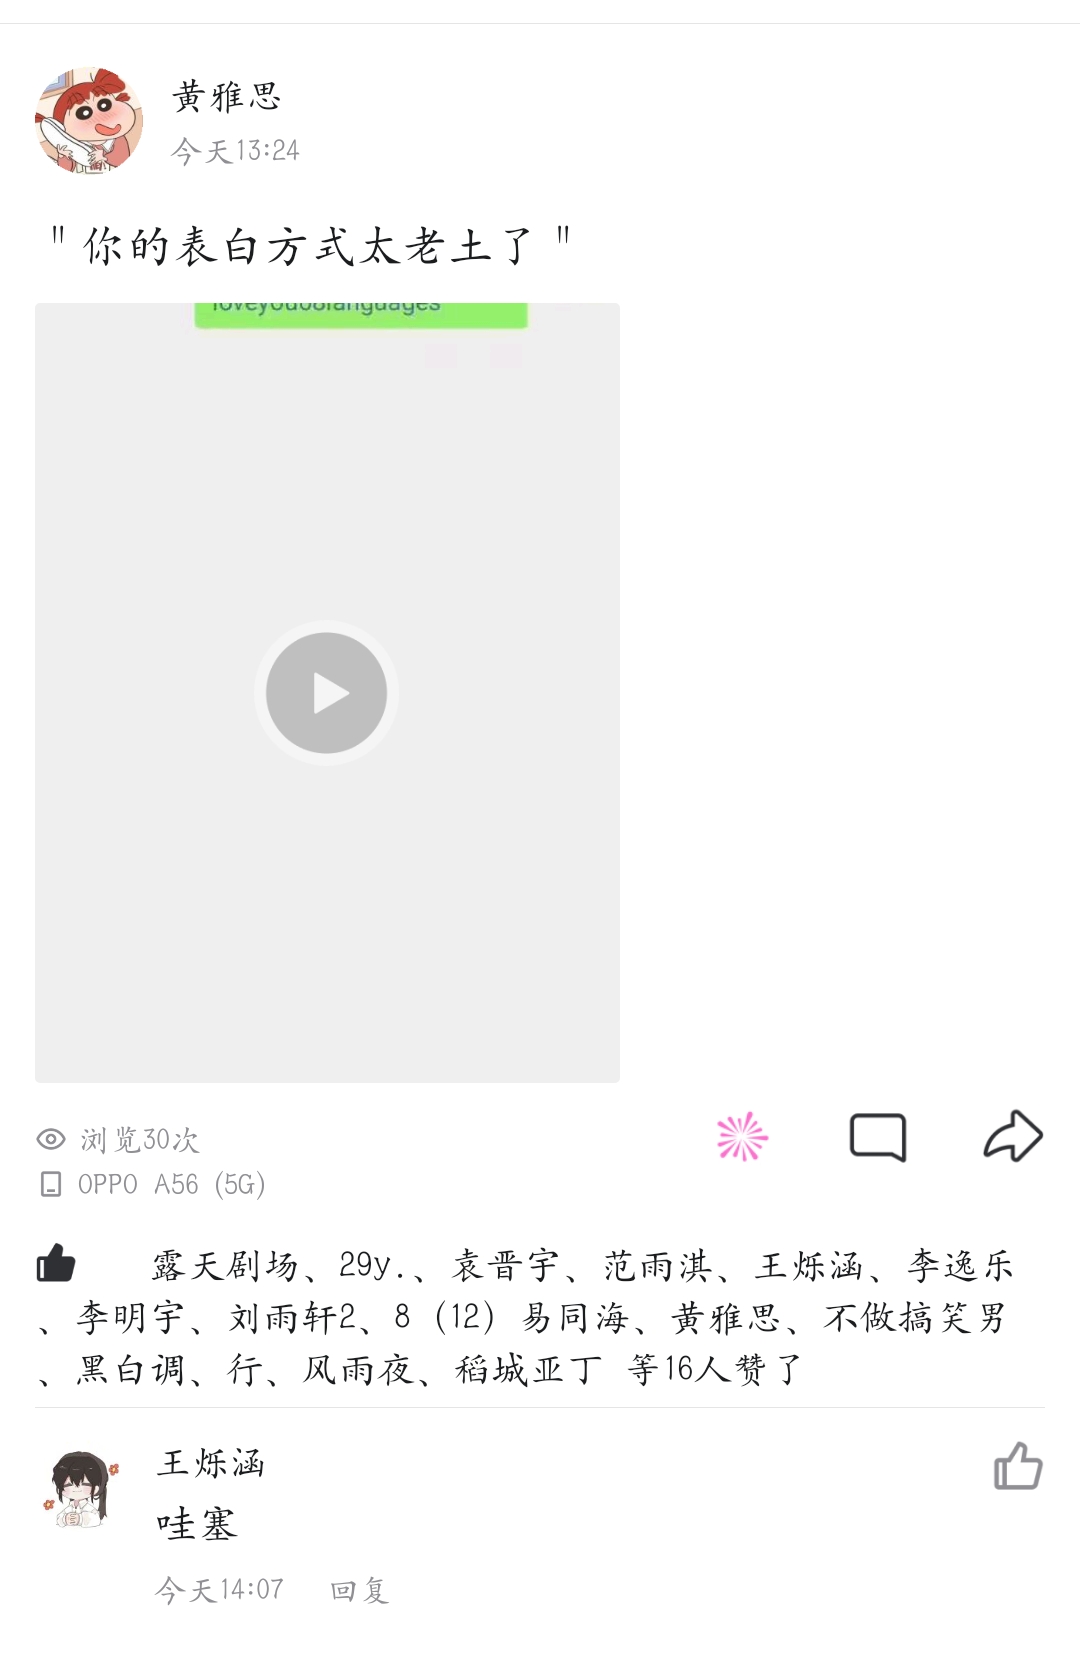 黄雅思
今天13:24
"你的表白方式太老土了"
loveyou08languages
浏览30次
OPPO A56 (5G)
露天剧场、29y.、袁晋宇、范雨淇、王烁涵、李逸乐
、李明宇、刘雨轩2、8（12）易同海、黄雅思、不做搞笑男
、黑白调、行、风雨夜、稻城亚丁 等16人赞了
王烁涵
哇塞
今天14:07 回复